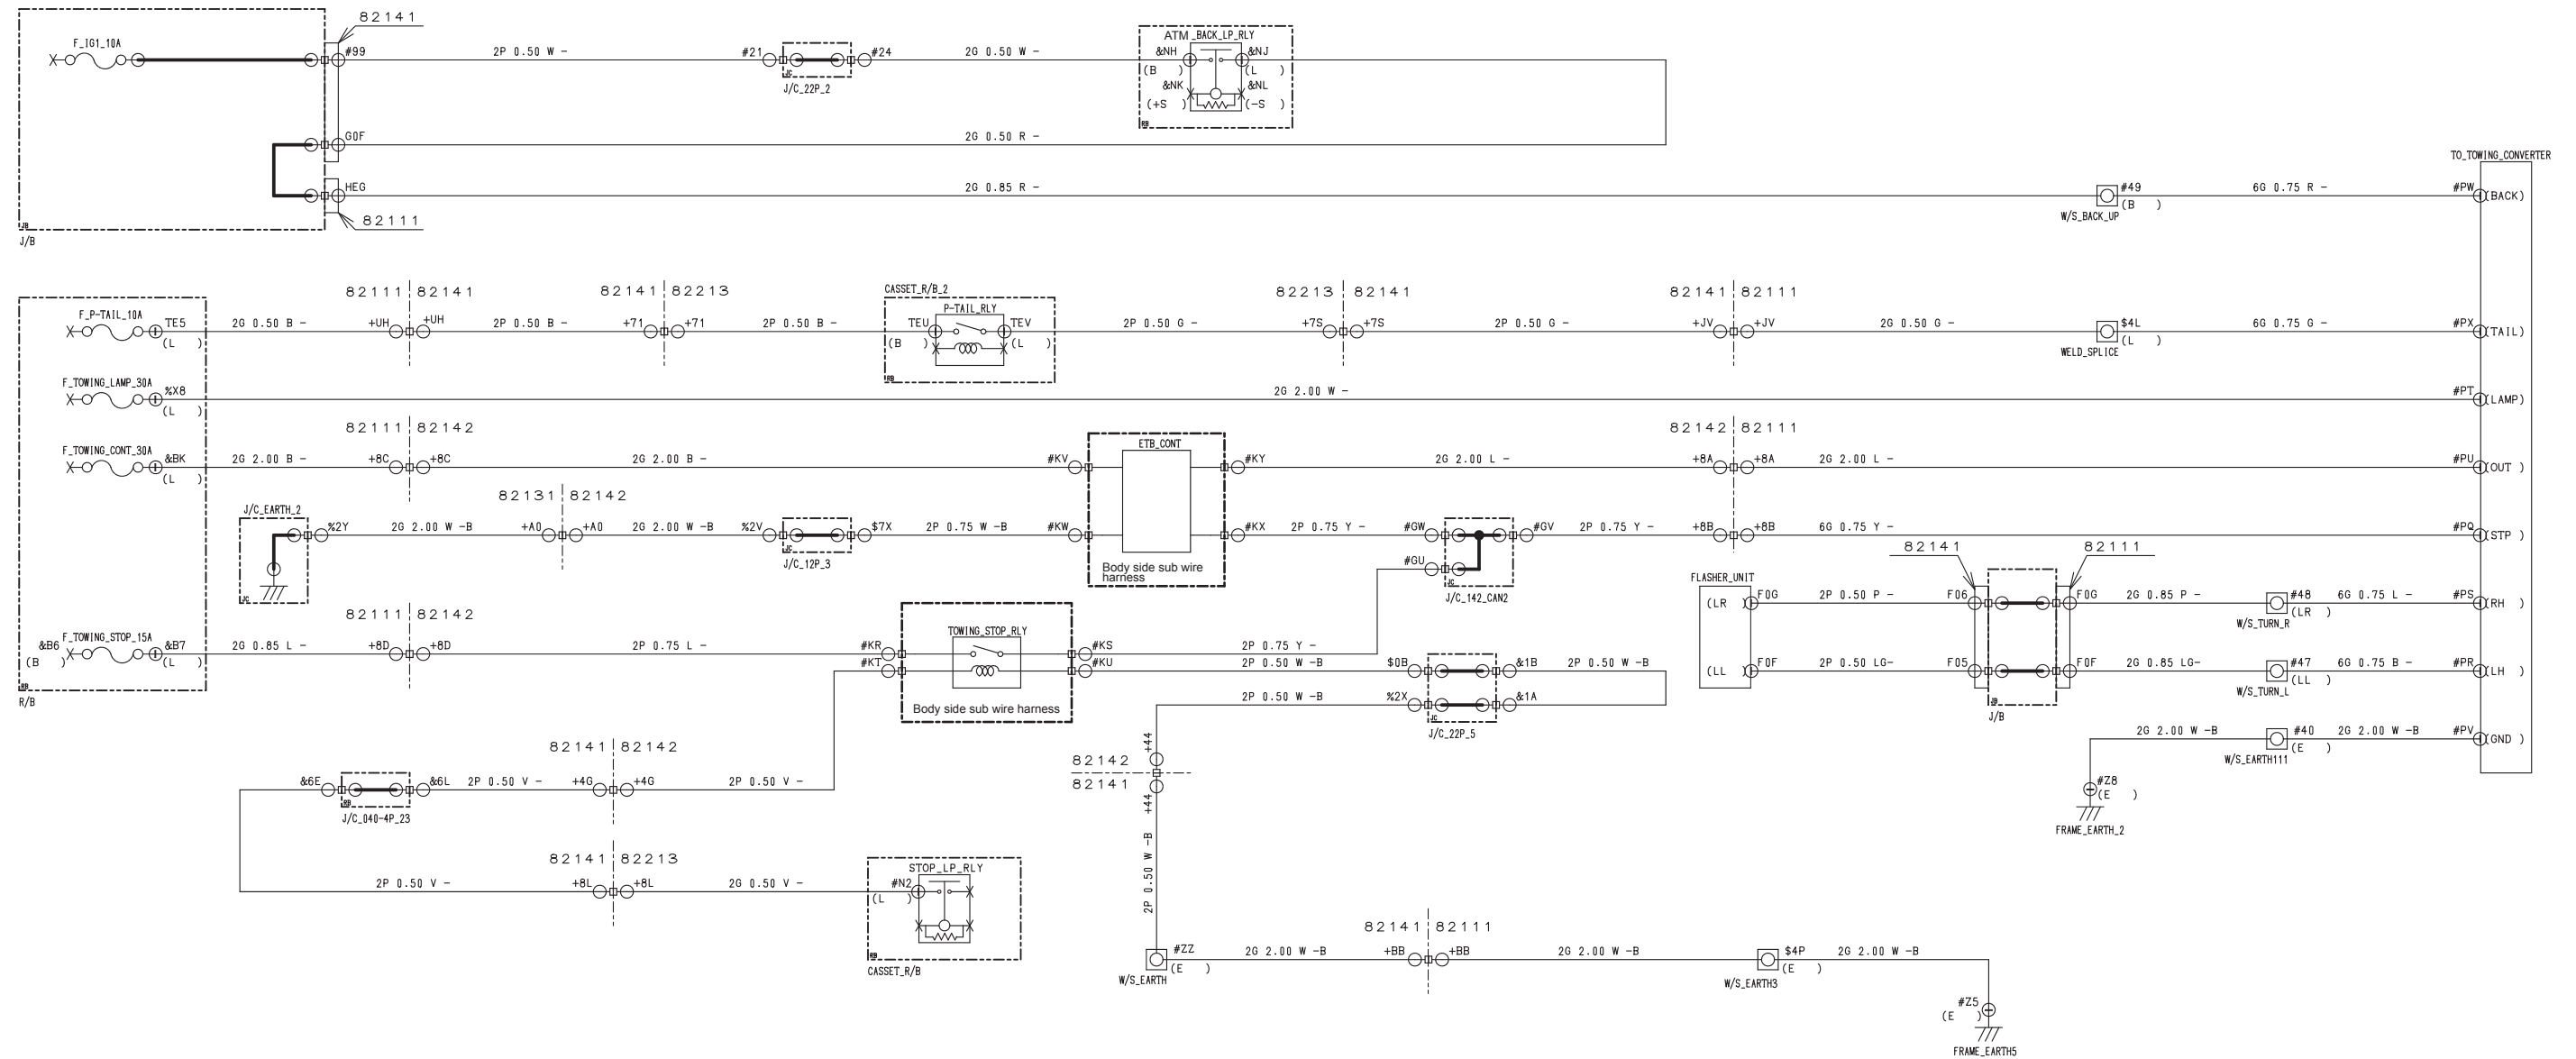 82141
F_IG1_10A
#99
2P 0.50 W -
#21
#24
J/C_22P_2
JC
2G 0.50 W -
ATM _BACK_LP_RLY
&NH
&NJ
(B )
(L )
&NK
&NL
(+S )
(-S )
RB
G0F
2G 0.50 R -
HEG
2G 0.85 R -
82111
JB
J/B
#49
(B )
W/S_BACK_UP
6G 0.75 R -
TO_TOWING_CONVERTER
#PW
(BACK)
82111 82141
82141 82213
CASSET_R/B_2
82213 82141
82141 82111
F_P-TAIL_10A
TE5
(L )
2G 0.50 B -
+UH
+UH
2P 0.50 B -
+71
+71
2P 0.50 B -
TEU
(B )
P-TAIL_RLY
TEV
(L )
RB
2P 0.50 G -
+7S
+7S
2P 0.50 G -
+JV
+JV
2G 0.50 G -
$4L
(L )
WELD_SPLICE
6G 0.75 G -
#PX
(TAIL)
F_TOWING_LAMP_30A
%X8
(L )
2G 2.00 W -
#PT
(LAMP)
82111 82142
82142 82111
F_TOWING_CONT_30A
&BK
(L )
2G 2.00 B -
+8C
+8C
2G 2.00 B -
#KV
ETB_CONT
#KY
2G 2.00 L -
+8A
+8A
2G 2.00 L -
#PU
(OUT )
82131 82142
J/C_EARTH_2
%2Y
2G 2.00 W -B
+A0
+A0
2G 2.00 W -B
%2V
$7X
JC
J/C_12P_3
2P 0.75 W -B
#KW
#KX
2P 0.75 Y -
#GW
#GV
2P 0.75 Y -
+8B
+8B
6G 0.75 Y -
#PQ
(STP )
JC
Body side sub wire
harness
#GU
JC
J/C_142_CAN2
82141
82111
FLASHER_UNIT
(LR )
F0G
2P 0.50 P -
F06
F0G
2G 0.85 P -
#48
(LR )
W/S_TURN_R
6G 0.75 L -
#PS
(RH )
82111 82142
F_TOWING_STOP_15A
&B6
(B )
&B7
(L )
2G 0.85 L -
+8D
+8D
2P 0.75 L -
#KR
#KT
TOWING_STOP_RLY
#KS
#KU
2P 0.75 Y -
2P 0.50 W -B
$0B
&1B
2P 0.50 W -B
(LL )
F0F
2P 0.50 LG-
F05
F0F
2G 0.85 LG-
#47
(LL )
W/S_TURN_L
6G 0.75 B -
#PR
(LH )
RB
R/B
Body side sub wire harness
2P 0.50 W -B
%2X
&1A
JC
J/C_22P_5
JB
J/B
2G 2.00 W -B
#40
(E )
W/S_EARTH111
2G 2.00 W -B
#PV
(GND )
82141 82142
&6E
&6L
RB
J/C_040-4P_23
2P 0.50 V -
+4G
+4G
2P 0.50 V -
+44
82142
82141
+44
2P 0.50 W -B
#Z8
(E )
FRAME_EARTH_2
82141 82213
2P 0.50 V -
+8L
+8L
2G 0.50 V -
#N2
(L )
STOP_LP_RLY
RB
CASSET_R/B
82141 82111
#ZZ
(E )
W/S_EARTH
2G 2.00 W -B
+BB
+BB
2G 2.00 W -B
$4P
(E )
W/S_EARTH3
2G 2.00 W -B
#Z5
(E )
FRAME_EARTH5